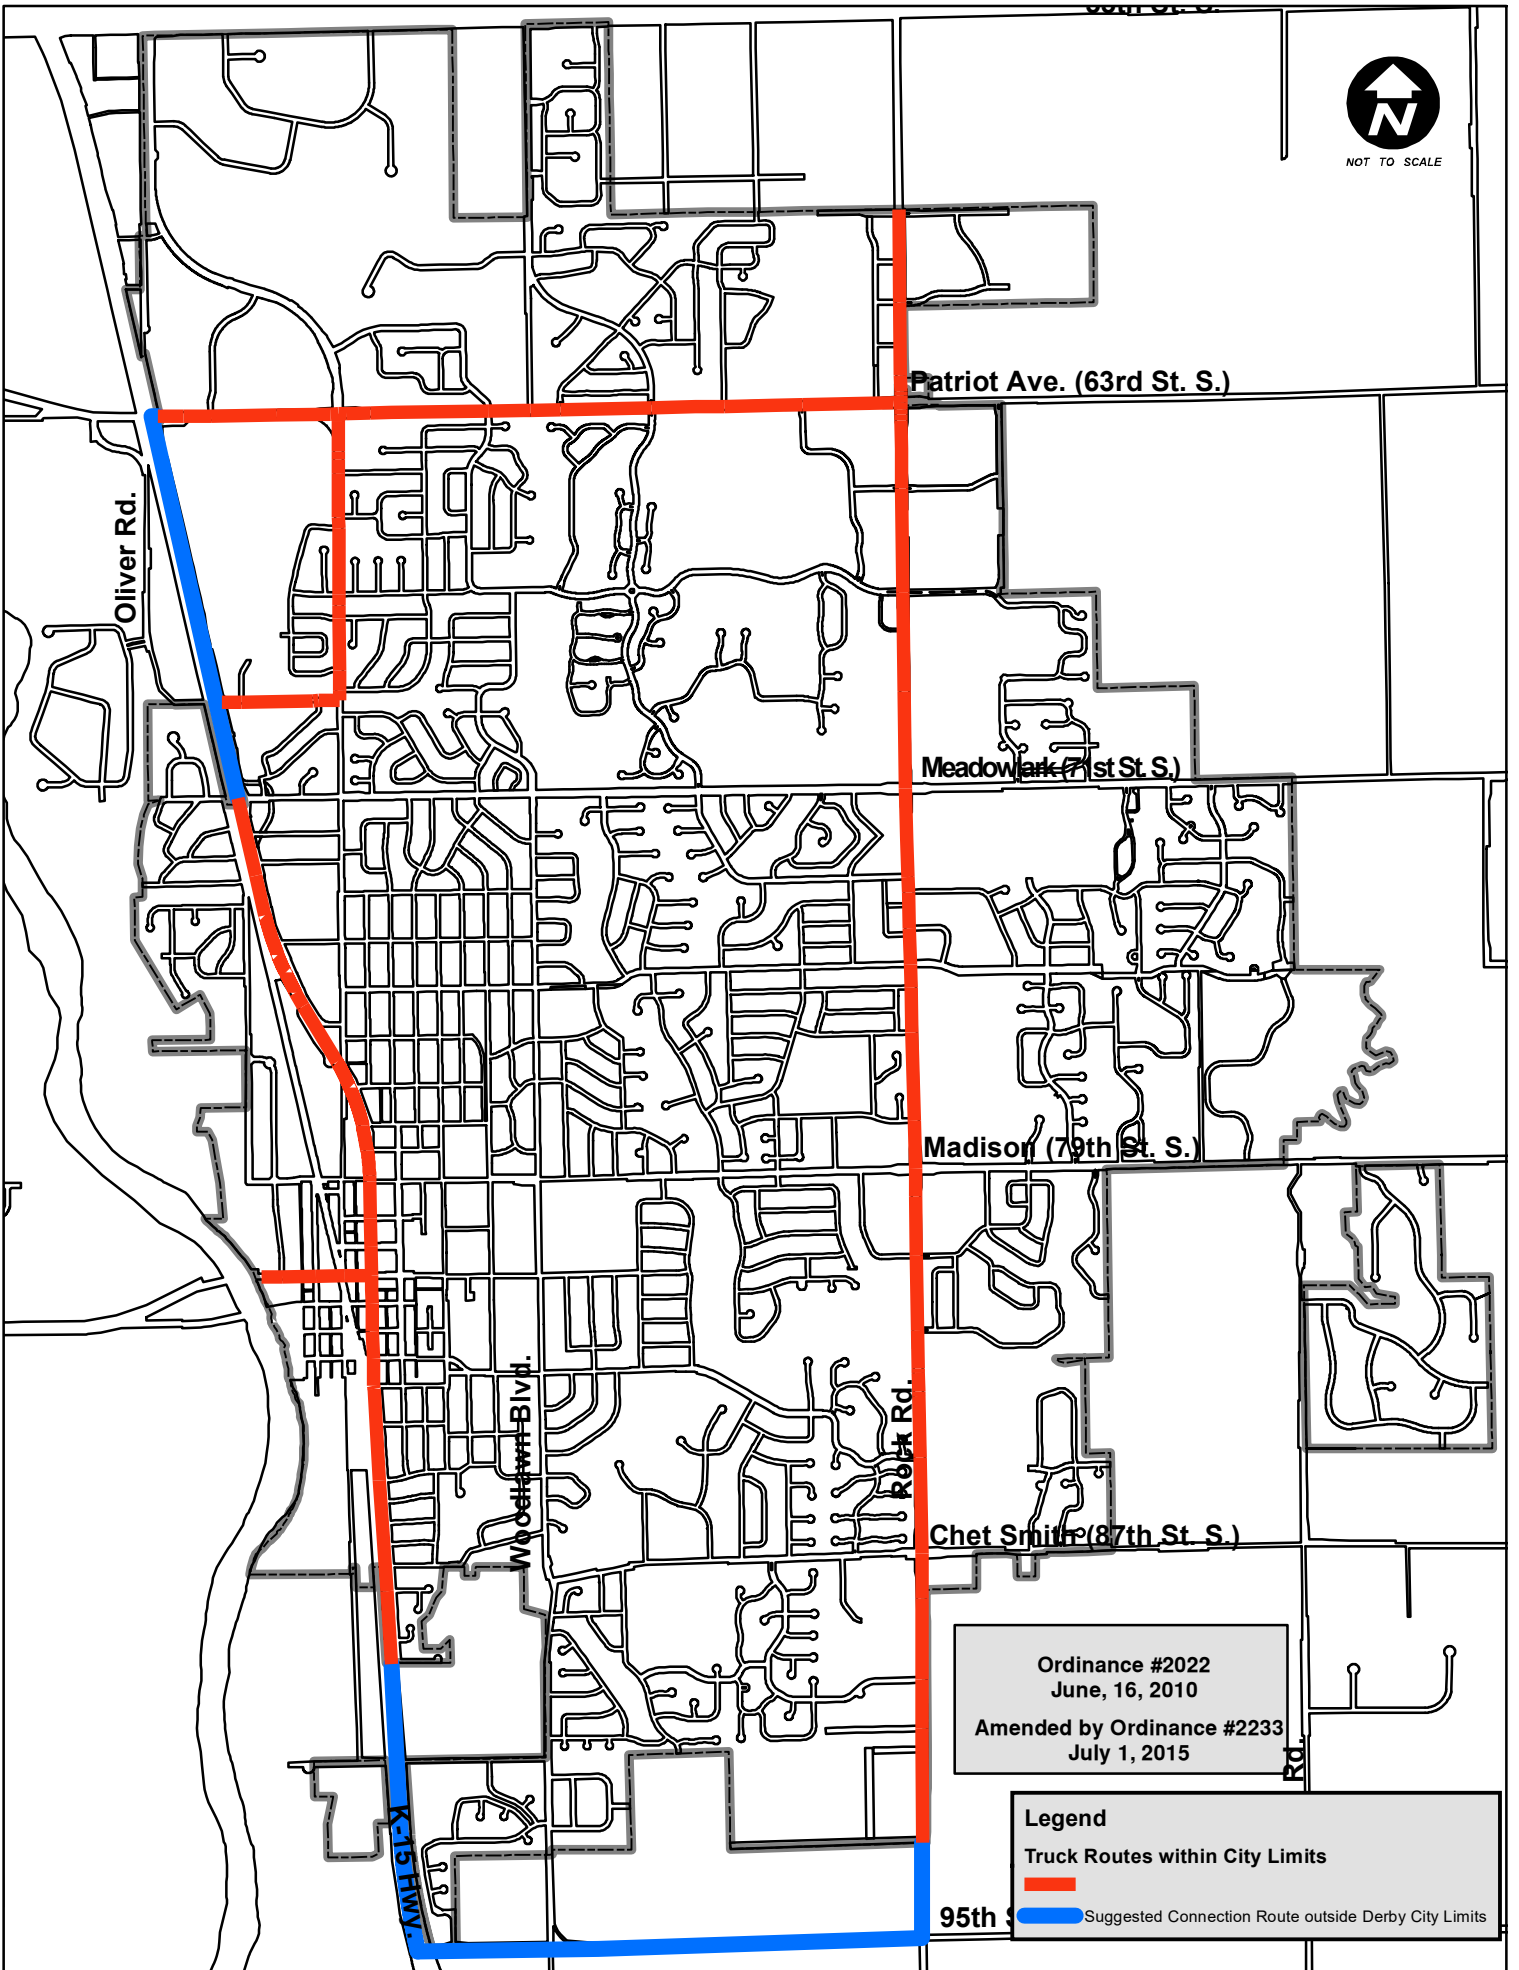 N
NOT TO SCALE
Patriot Ave. (63rd St. S.)
Oliver Rd.
Meadowlark (71st St. S.)
Madison (79th St. S.)
Woodlawn Blvd.
Rock Rd.
Chet Smith (87th St. S.)
Ordinance #2022
June, 16, 2010
Amended by Ordinance #2233
July 1, 2015
Rd.
K-15 Hwy.
95th
Legend
Truck Routes within City Limits
Suggested Connection Route outside Derby City Limits